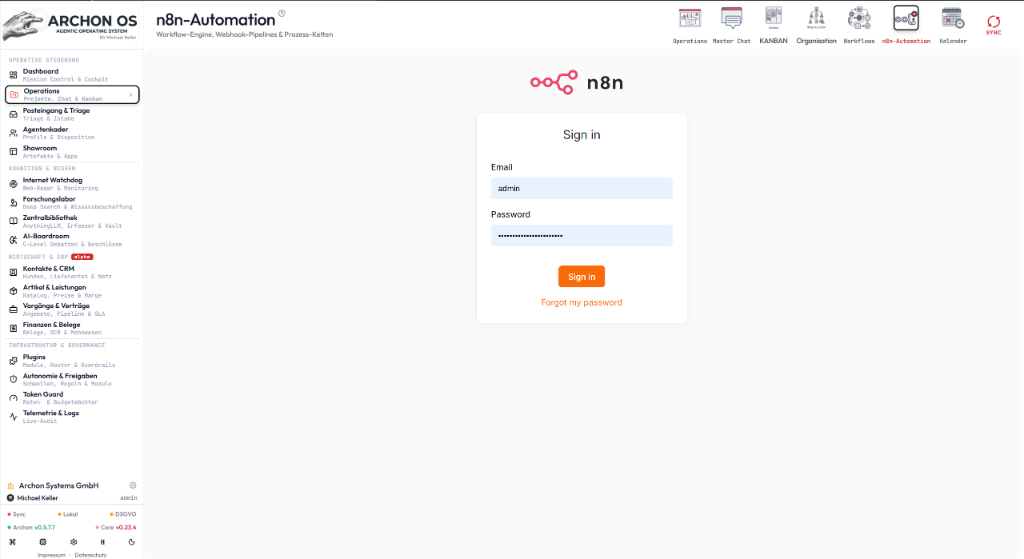 ARCHON OS
AGENTIC OPERATING SYSTEM
BY Michael Keller
n8n-Automation
Workflow-Engine, Webhook-Pipelines & Prozess-Ketten
Operations
Master Chat
KANBAN
Organisation
Workflows
n8n-Automation
Kalender
SYNC
OPERATIVE STEUERUNG
Dashboard
Mission Control & Cockpit
Operations
Projekte, Chat & Kanban
Posteingang & Triage
Triage & Intake
Agentenkader
Profile & Disposition
Showroom
Artefakte & Apps
KOGNITION & WISSEN
Internet Watchdog
Web-Radar & Monitoring
Forschungslabor
Deep Search & Wissensbeschaffung
Zentralbibliothek
AnythingLLM, Erfasser & Vault
AI-Boardroom
C-Level Debatten & Beschlüsse
WIRTSCHAFT & ERP alpha
Kontakte & CRM
Kunden, Lieferanten & Netz
Artikel & Leistungen
Katalog, Preise & Marge
Vorgänge & Verträge
Angebote, Pipeline & SLA
Finanzen & Belege
Belege, OCR & Mahnwesen
INFRASTRUKTUR & GOVERNANCE
Plugins
Module, Router & Guardrails
Autonomie & Freigaben
Schwellen, Regeln & Module
Token Guard
Raten- & Budgetwächter
Telemetrie & Logs
Live-Audit
Archon Systems GmbH
Michael Keller
admin
Sync
Lokal
DSGVO
Archon v0.5.7.7
Core v0.23.4
Impressum · Datenschutz
n8n
Sign in
Email
admin
Password
Sign in
Forgot my password